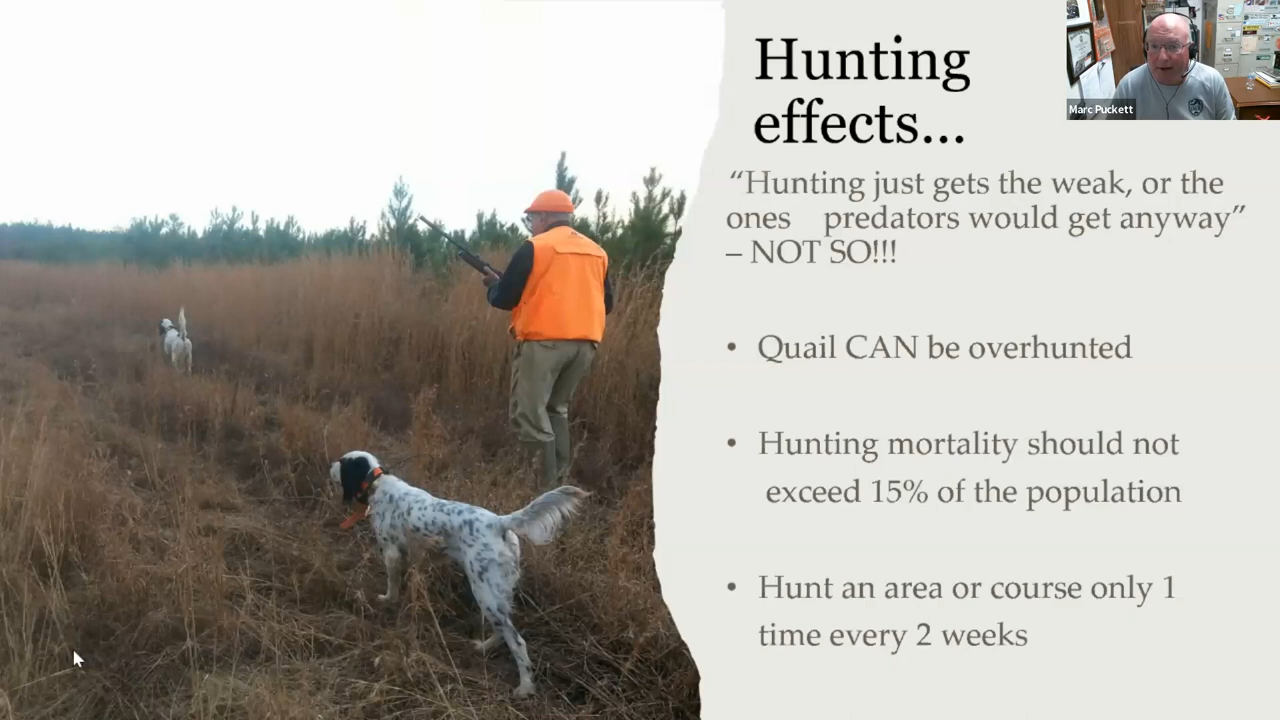 Hunting
effects...
Marc Puckett
“Hunting just gets the weak, or the
ones predators would get anyway”
– NOT SO!!!
• Quail CAN be overhunted
• Hunting mortality should not
exceed 15% of the population
• Hunt an area or course only 1
time every 2 weeks